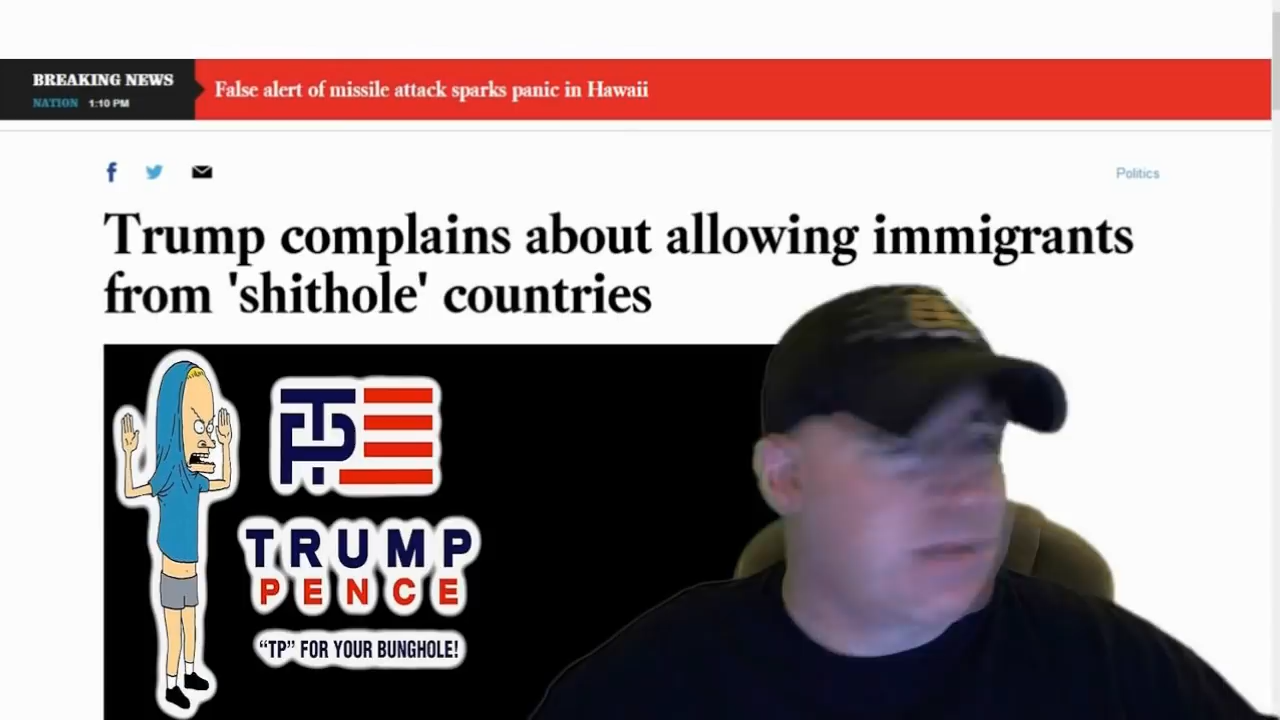 BREAKING NEWS
NATION 1:10 PM
False alert of missile attack sparks panic in Hawaii
Politics
Trump complains about allowing immigrants
from 'shithole' countries
TP
TRUMP
PENCE
“TP” FOR YOUR BUNGHOLE!